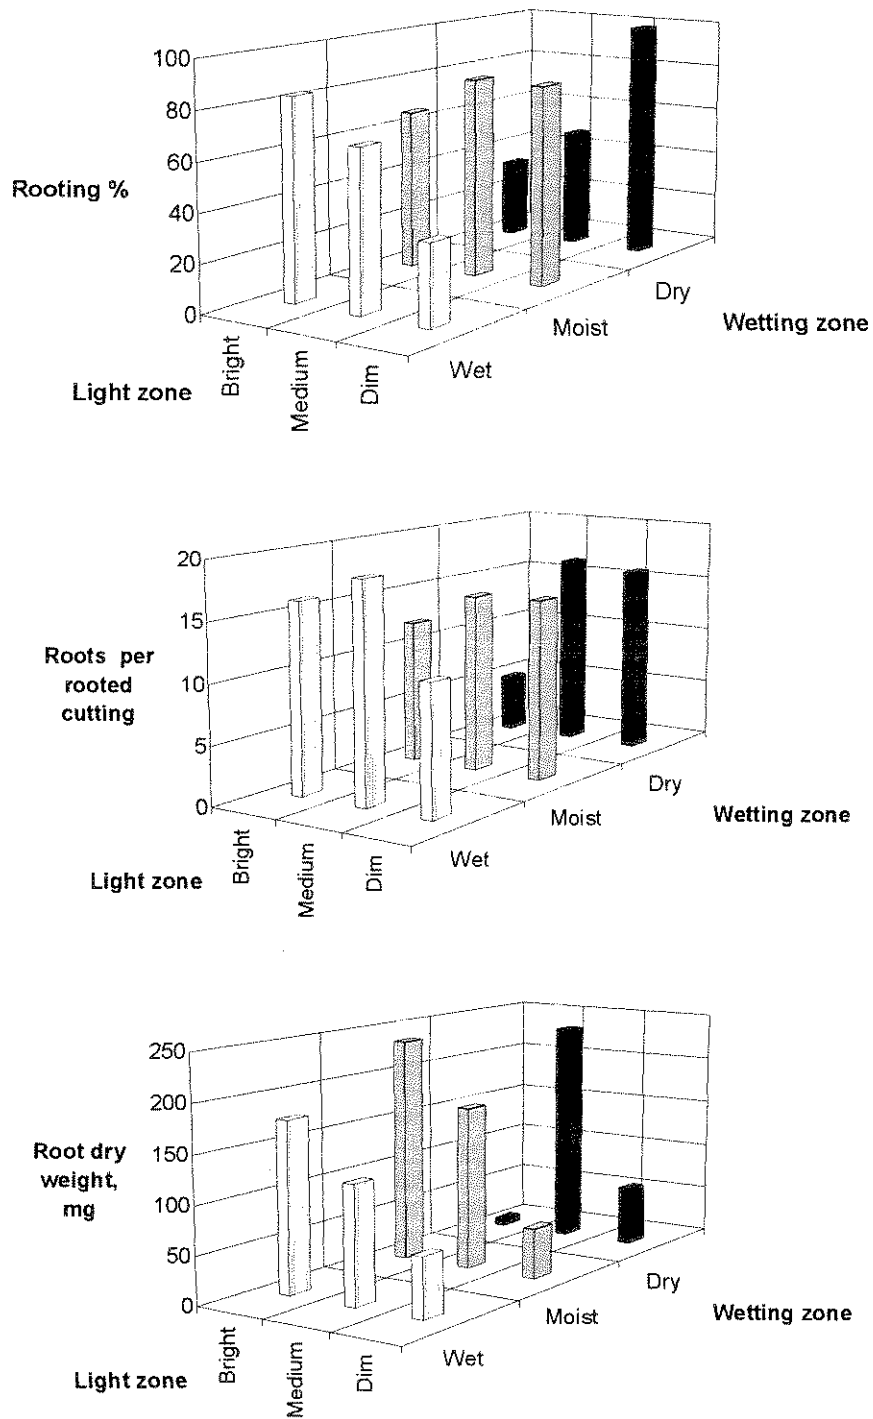 100
80
60
Rooting %
40
20
0
Bright
Medium
Dim
Light zone
Wet
Moist
Dry
Wetting zone
20
15
Roots per
rooted
cutting
10
5
0
Bright
Medium
Dim
Light zone
Wet
Moist
Dry
Wetting zone
250
200
150
Root dry
weight,
mg
100
50
0
Bright
Medium
Dim
Light zone
Wet
Moist
Dry
Wetting zone